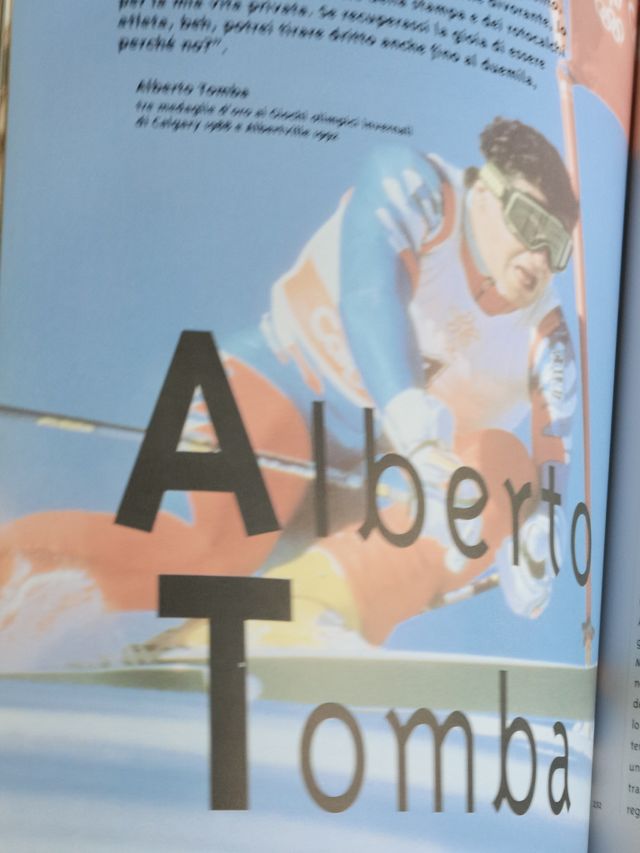 per la mia vita privata. Se recuperassi la gioia di essere
atleta, beh, potrei tirare dritto anche fino al duemila,
perché no?".
Alberto Tomba
tre medaglie d'oro ai Giochi olimpici invernali
di Calgary 1988 e Albertville 1992
Alberto
Tomba
232